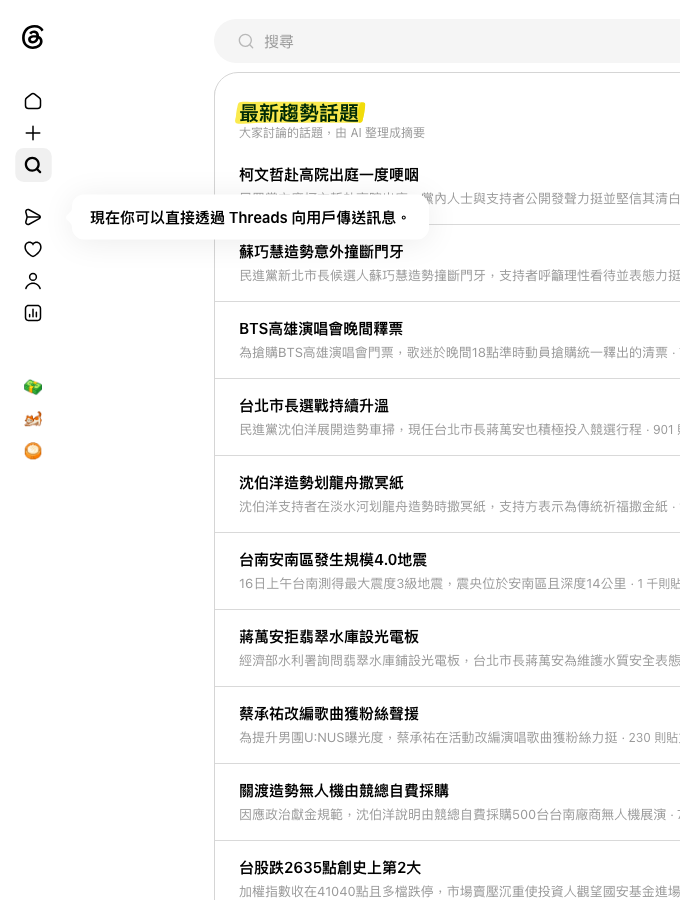 搜尋
最新趨勢話題
大家討論的話題,由 AI 整理成摘要
柯文哲赴高院出庭一度哽咽
黨內人士與支持者公開發聲力挺並堅信其清白
現在你可以直接透過 Threads 向用戶傳送訊息。
蘇巧慧造勢意外撞斷門牙
民進黨新北市長候選人蘇巧慧造勢撞斷門牙,支持者呼籲理性看待並表態力挺
BTS高雄演唱會晚間釋票
為搶購BTS高雄演唱會門票,歌迷於晚間18點準時動員搶購統一釋出的清票 ·
台北市長選戰持續升溫
民進黨沈伯洋展開造勢車掃,現任台北市長蔣萬安也積極投入競選行程 · 901
沈伯洋造勢划龍舟撒冥紙
沈伯洋支持者在淡水河划龍舟造勢時撒冥紙,支持方表示為傳統祈福撒金紙 ·
台南安南區發生規模4.0地震
16日上午台南測得最大震度3級地震,震央位於安南區且深度14公里 · 1 千則貼
蔣萬安拒翡翠水庫設光電板
經濟部水利署詢問翡翠水庫鋪設光電板,台北市長蔣萬安為維護水質安全表態
蔡承祐改編歌曲獲粉絲聲援
為提升男團U:NUS曝光度,蔡承祐在活動改編演唱歌曲獲粉絲力挺 · 230 則貼
關渡造勢無人機由競總自費採購
因應政治獻金規範,沈伯洋說明由競總自費採購500台台南廠商無人機展演 ·
台股跌2635點創史上第2大
加權指數收在41040點且多檔跌停,市場賣壓沉重使投資人觀望國安基金進場